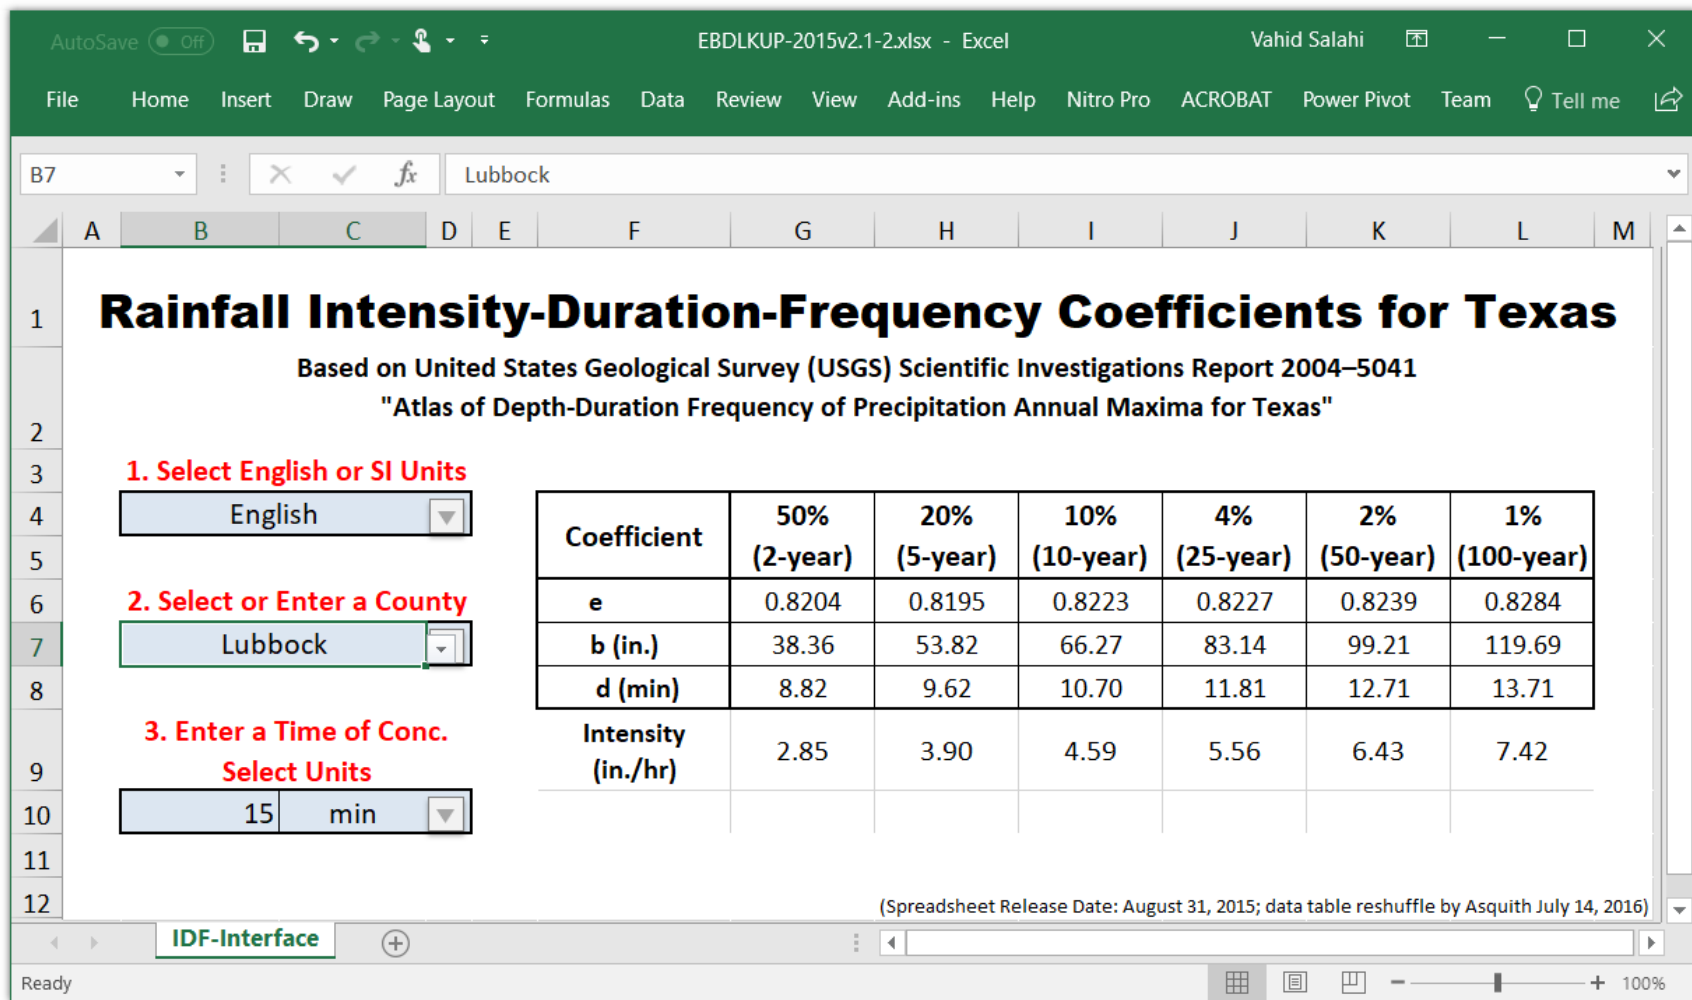 AutoSave Off EBDLKUP-2015v2.1-2.xlsx - Excel Vahid Salahi
File Home Insert Draw Page Layout Formulas Data Review View Add-ins Help Nitro Pro ACROBAT Power Pivot Team Tell me
B7 fx Lubbock
A B C D E F G H I J K L M
1 Rainfall Intensity-Duration-Frequency Coefficients for Texas
Based on United States Geological Survey (USGS) Scientific Investigations Report 2004–5041
"Atlas of Depth-Duration Frequency of Precipitation Annual Maxima for Texas"
2
3 1. Select English or SI Units
4 English Coefficient 50% 20% 10% 4% 2% 1%
5 (2-year) (5-year) (10-year) (25-year) (50-year) (100-year)
6 2. Select or Enter a County e 0.8204 0.8195 0.8223 0.8227 0.8239 0.8284
7 Lubbock b (in.) 38.36 53.82 66.27 83.14 99.21 119.69
8 d (min) 8.82 9.62 10.70 11.81 12.71 13.71
3. Enter a Time of Conc. Intensity 2.85 3.90 4.59 5.56 6.43 7.42
9 Select Units (in./hr)
10 15 min
11
12 (Spreadsheet Release Date: August 31, 2015; data table reshuffle by Asquith July 14, 2016)
IDF-Interface
Ready 100%